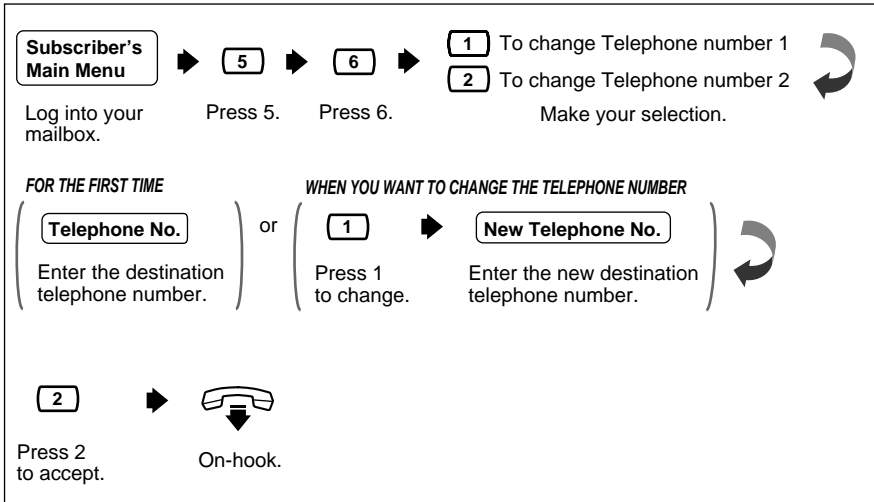 Subscriber's
Main Menu
5
6
1 To change Telephone number 1
2 To change Telephone number 2
Log into your
mailbox.
Press 5.
Press 6.
Make your selection.
FOR THE FIRST TIME
WHEN YOU WANT TO CHANGE THE TELEPHONE NUMBER
Telephone No.
or
1
New Telephone No.
Enter the destination
telephone number.
Press 1
to change.
Enter the new destination
telephone number.
2
Press 2
to accept.
On-hook.